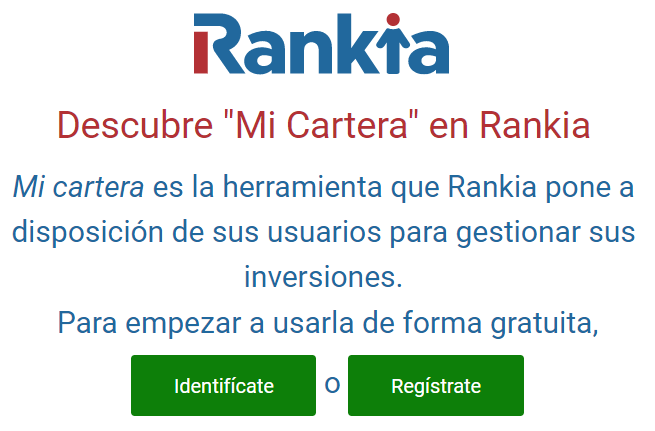 Rankia
Descubre "Mi Cartera" en Rankia
Mi cartera es la herramienta que Rankia pone a
disposición de sus usuarios para gestionar sus
inversiones.
Para empezar a usarla de forma gratuita,
Identifícate o Regístrate